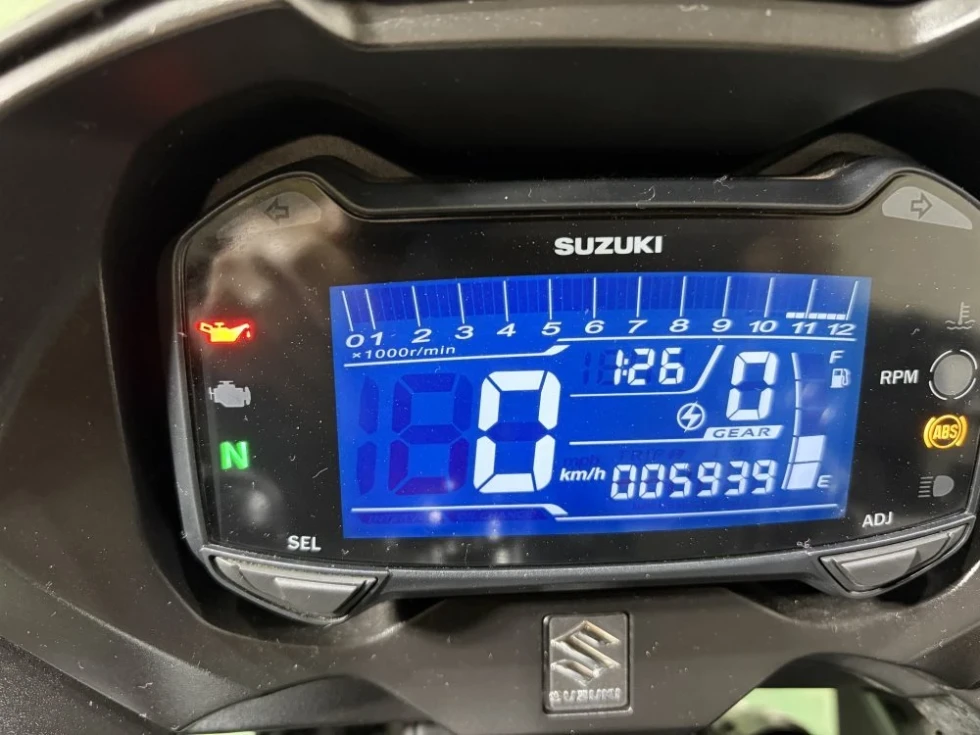 SUZUKI
0 1 2 3 4 5 6 7 8 9 10 11 12
×1000r/min
1:26
0
F
RPM
ABS
N
GEAR
0
km/h
005939
E
SEL
ADJ
SUZUKI